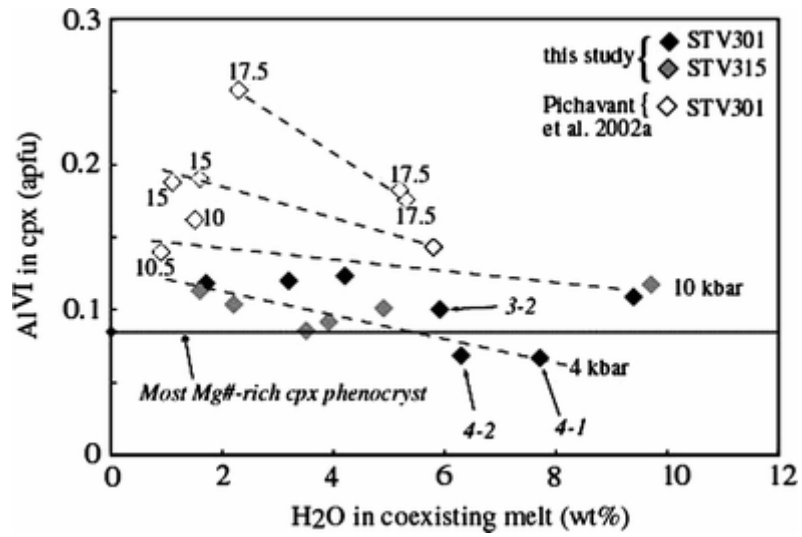 0.3
17.5
this study { STV301
STV315
Pichavant { STV301
et al. 2002a
0.2
15
17.5
15
17.5
10
10.5
10 kbar
3-2
0.1
4 kbar
Most Mg#-rich cpx phenocryst
4-2
4-1
0
0 2 4 6 8 10 12
Al^VI in cpx (apfu)
H2O in coexisting melt (wt%)